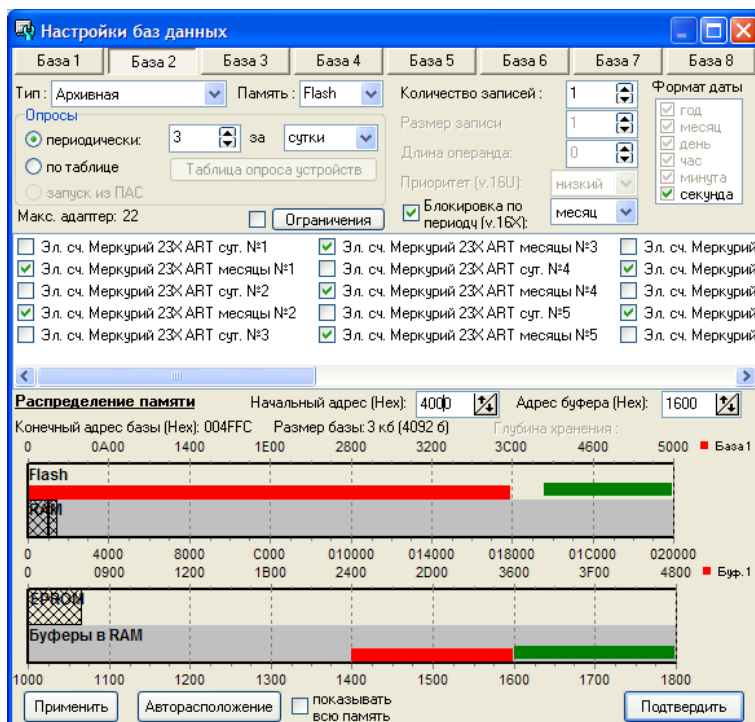 Настройки баз данных
База 1 База 2 База 3 База 4 База 5 База 6 База 7 База 8
Тип : Архивная Память : Flash Количество записей : 1 Формат даты
Опросы
периодически: 3 за сутки Размер записи 1 год
месяц
по таблице Таблица опроса устройств Длина операнда: 0 день
час
запуск из ПАС Приоритет (v.16U): низкий минута
Макс. адаптер: 22 Ограничения Блокировка по периоду (v.16X): месяц секунда
Эл. сч. Меркурий 23X ART сут. №1 Эл. сч. Меркурий 23X ART месяцы №3 Эл. сч. Меркурий
Эл. сч. Меркурий 23X ART месяцы №1 Эл. сч. Меркурий 23X ART сут. №4 Эл. сч. Меркурий
Эл. сч. Меркурий 23X ART сут. №2 Эл. сч. Меркурий 23X ART месяцы №4 Эл. сч. Меркурий
Эл. сч. Меркурий 23X ART месяцы №2 Эл. сч. Меркурий 23X ART сут. №5 Эл. сч. Меркурий
Эл. сч. Меркурий 23X ART сут. №3 Эл. сч. Меркурий 23X ART месяцы №5 Эл. сч. Меркурий
Распределение памяти Начальный адрес (Hex): 4000 Адрес буфера (Hex): 1600
Конечный адрес базы (Hex): 004FFC Размер базы: 3 кб (4092 б) Глубина хранения :
0 0A00 1400 1E00 2800 3200 3C00 4600 5000 База 1
Flash
RAM
0 4000 8000 C000 010000 014000 018000 01C000 020000
0 0900 1200 1B00 2400 2D00 3600 3F00 4800 Буф. 1
EPROM
Буферы в RAM
1000 1100 1200 1300 1400 1500 1600 1700 1800
Применить Авторасположение показывать всю память Подтвердить